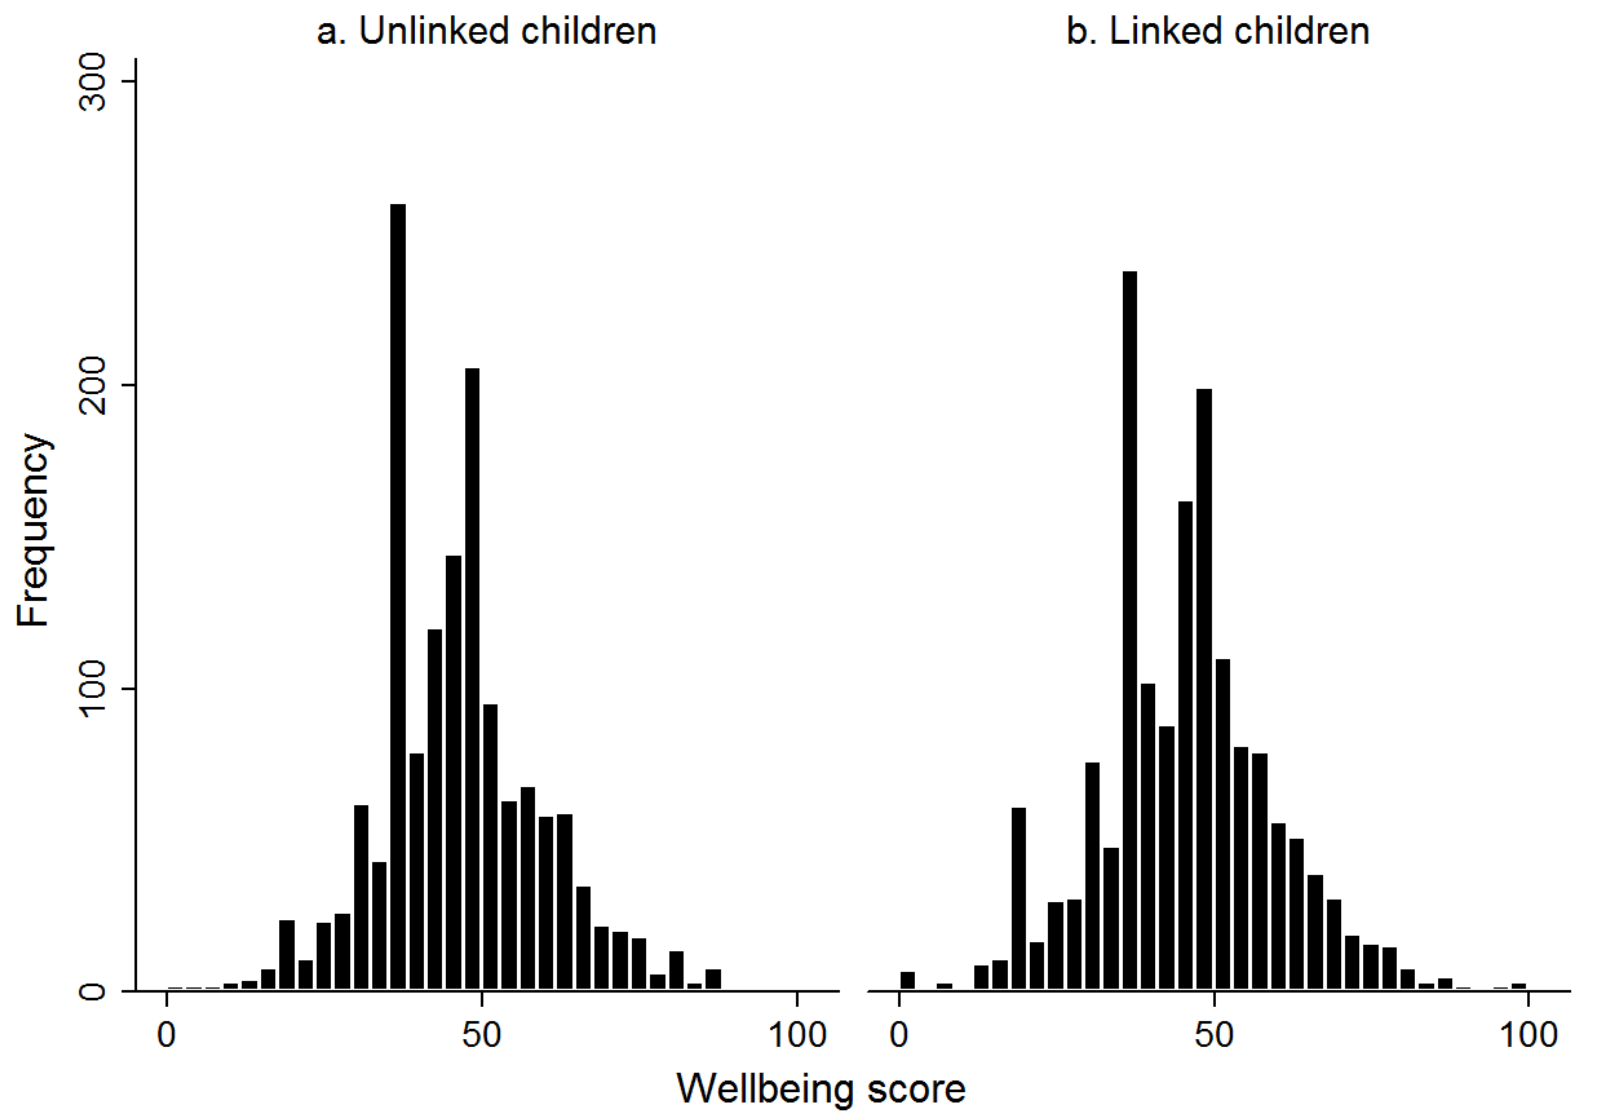 a. Unlinked children
b. Linked children
300
200
100
0
Frequency
0 50 100
0 50 100
Wellbeing score